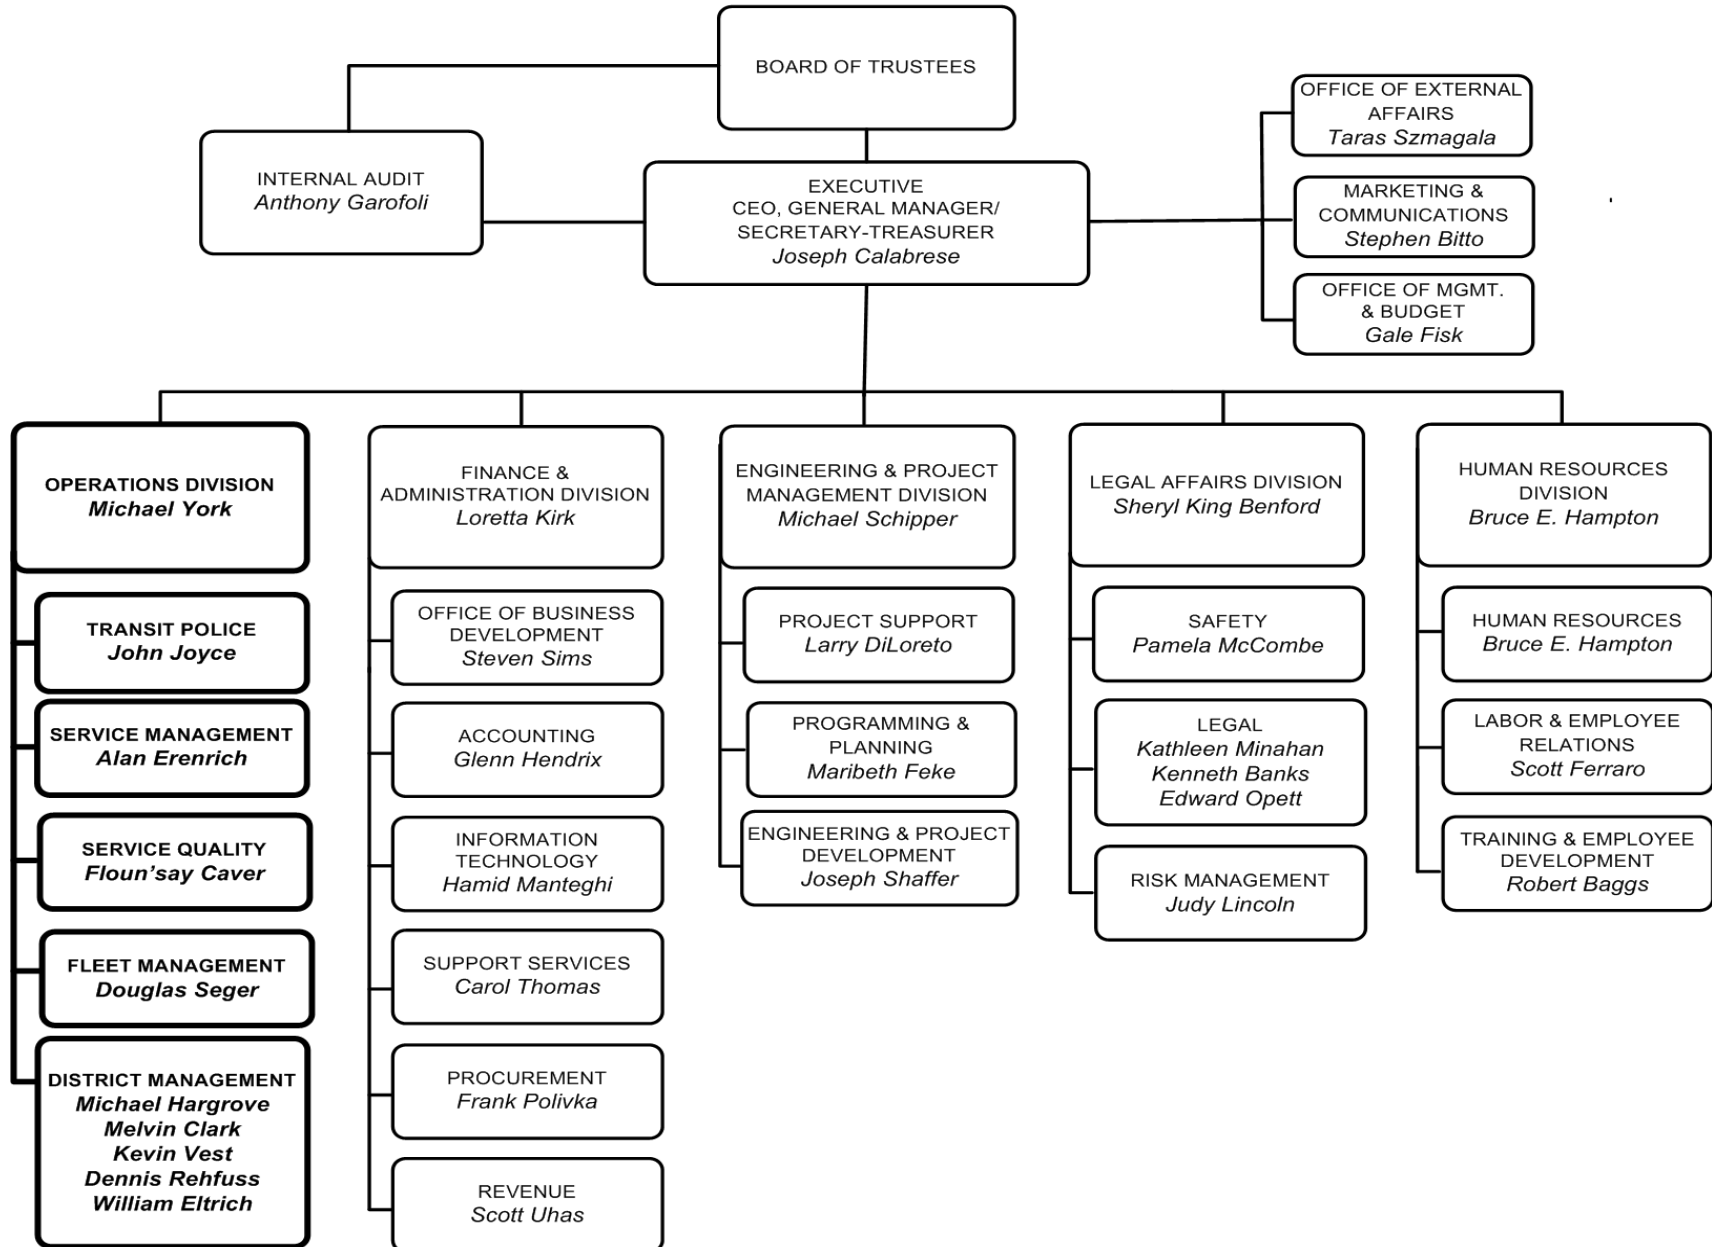 BOARD OF TRUSTEES
INTERNAL AUDIT
Anthony Garofoli
EXECUTIVE
CEO, GENERAL MANAGER/
SECRETARY-TREASURER
Joseph Calabrese
OFFICE OF EXTERNAL
AFFAIRS
Taras Szmagala
MARKETING &
COMMUNICATIONS
Stephen Bitto
OFFICE OF MGMT.
& BUDGET
Gale Fisk
OPERATIONS DIVISION
Michael York
TRANSIT POLICE
John Joyce
SERVICE MANAGEMENT
Alan Erenrich
SERVICE QUALITY
Floun'say Caver
FLEET MANAGEMENT
Douglas Seger
DISTRICT MANAGEMENT
Michael Hargrove
Melvin Clark
Kevin Vest
Dennis Rehfuss
William Eltrich
FINANCE &
ADMINISTRATION DIVISION
Loretta Kirk
OFFICE OF BUSINESS
DEVELOPMENT
Steven Sims
ACCOUNTING
Glenn Hendrix
INFORMATION
TECHNOLOGY
Hamid Manteghi
SUPPORT SERVICES
Carol Thomas
PROCUREMENT
Frank Polivka
REVENUE
Scott Uhas
ENGINEERING & PROJECT
MANAGEMENT DIVISION
Michael Schipper
PROJECT SUPPORT
Larry DiLoreto
PROGRAMMING &
PLANNING
Maribeth Feke
ENGINEERING & PROJECT
DEVELOPMENT
Joseph Shaffer
LEGAL AFFAIRS DIVISION
Sheryl King Benford
SAFETY
Pamela McCombe
LEGAL
Kathleen Minahan
Kenneth Banks
Edward Opett
RISK MANAGEMENT
Judy Lincoln
HUMAN RESOURCES
DIVISION
Bruce E. Hampton
HUMAN RESOURCES
Bruce E. Hampton
LABOR & EMPLOYEE
RELATIONS
Scott Ferraro
TRAINING & EMPLOYEE
DEVELOPMENT
Robert Baggs